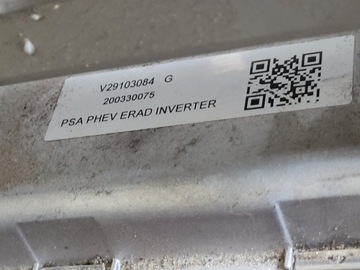 V29103084 G
200330075
PSA PHEV ERAD INVERTER